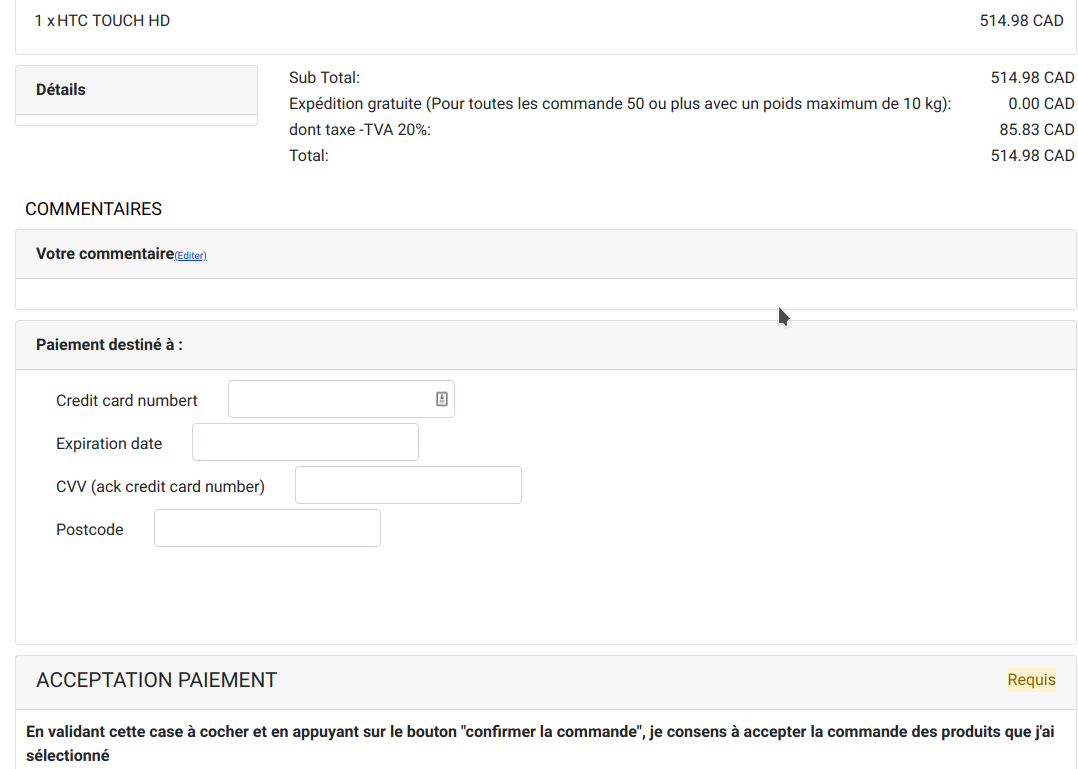 1 x HTC TOUCH HD 514.98 CAD
Détails
Sub Total: 514.98 CAD
Expédition gratuite (Pour toutes les commande 50 ou plus avec un poids maximum de 10 kg): 0.00 CAD
dont taxe -TVA 20%: 85.83 CAD
Total: 514.98 CAD
COMMENTAIRES
Votre commentaire(Editer)
Paiement destiné à :
Credit card numbert
Expiration date
CVV (ack credit card number)
Postcode
ACCEPTATION PAIEMENT Requis
En validant cette case à cocher et en appuyant sur le bouton "confirmer la commande", je consens à accepter la commande des produits que j'ai
sélectionné